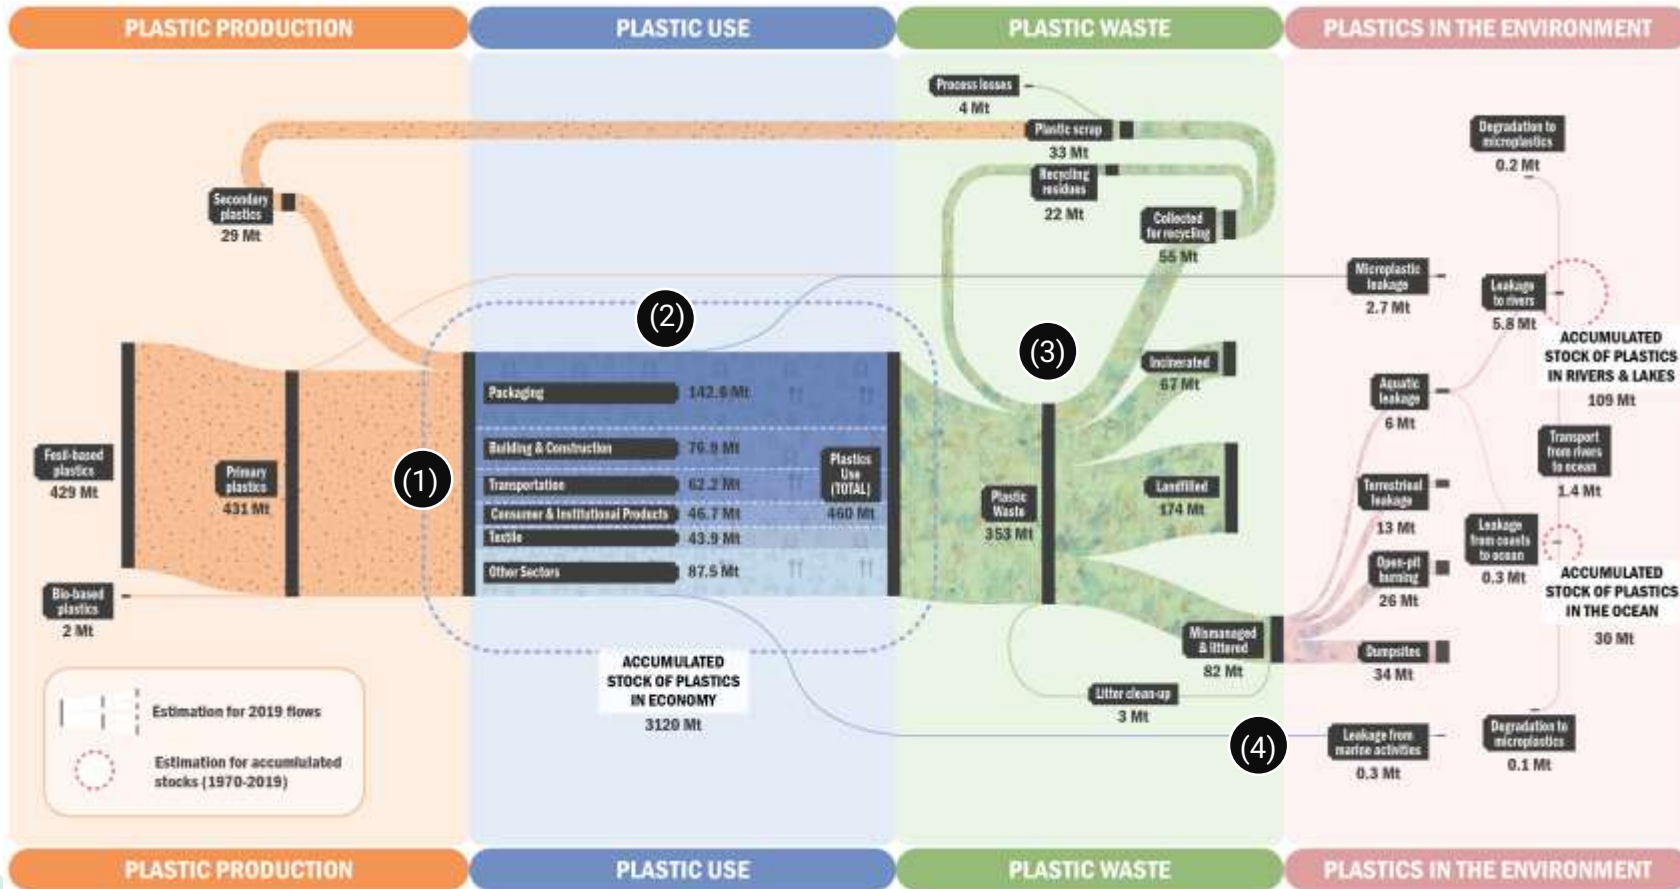 PLASTIC PRODUCTION
PLASTIC USE
PLASTIC WASTE
PLASTICS IN THE ENVIRONMENT
Process losses
4 Mt
Plastic scrap
33 Mt
Recycling
residues
22 Mt
Collected
for recycling
55 Mt
Secondary
plastics
29 Mt
Degradation to
microplastics
0.2 Mt
Microplastic
leakage
2.7 Mt
Leakage
to rivers
5.8 Mt
ACCUMULATED
STOCK OF PLASTICS
IN RIVERS & LAKES
109 Mt
(1)
(2)
(3)
(4)
Fosil-based
plastics
429 Mt
Primary
plastics
431 Mt
Bio-based
plastics
2 Mt
Packaging
142.6 Mt
Building & Construction
76.9 Mt
Transportation
62.2 Mt
Consumer & Institutional Products
46.7 Mt
Textile
43.9 Mt
Other Sectors
87.5 Mt
Plastics
Use
(TOTAL)
460 Mt
ACCUMULATED
STOCK OF PLASTICS
IN ECONOMY
3120 Mt
Plastic
Waste
353 Mt
Incinerated
67 Mt
Landfilled
174 Mt
Mismanaged
& littered
82 Mt
Litter clean-up
3 Mt
Aquatic
leakage
6 Mt
Terrestrieal
leakage
13 Mt
Open-pit
burning
26 Mt
Dumpsites
34 Mt
Transport
from rivers
to ocean
1.4 Mt
Leakage
from coasts
to ocean
0.3 Mt
ACCUMULATED
STOCK OF PLASTICS
IN THE OCEAN
30 Mt
Leakage from
marine activities
0.3 Mt
Degradation to
microplastics
0.1 Mt
Estimation for 2019 flows
Estimation for accumlulated
stocks (1970-2019)
PLASTIC PRODUCTION
PLASTIC USE
PLASTIC WASTE
PLASTICS IN THE ENVIRONMENT